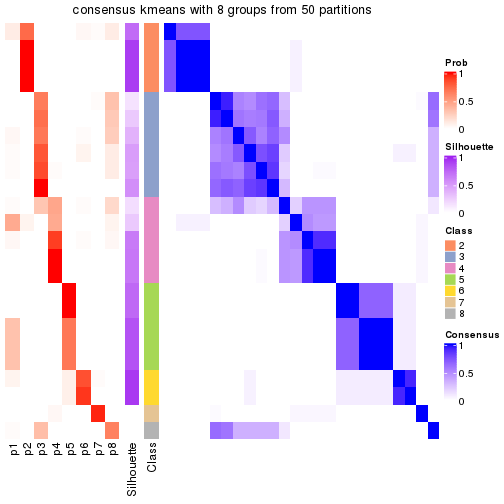 consensus kmeans with 8 groups from 50 partitions
Prob
1
0.5
0
Silhouette
1
0.5
0
Class
2
3
4
5
6
7
8
Consensus
1
0.5
0
p1
p2
p3
p4
p5
p6
p7
p8
Silhouette
Class